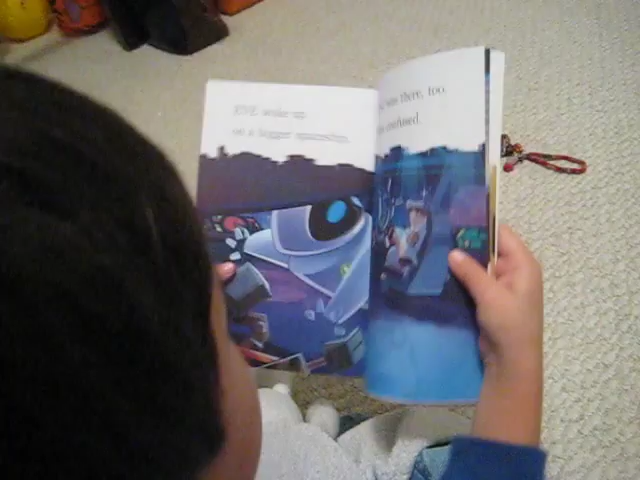 EVE woke up
on a bigger spaceship.
was there, too.
confused.